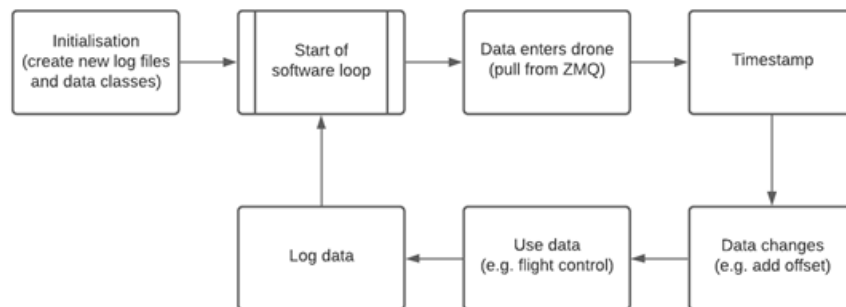 Initialisation
(create new log files
and data classes)
Start of
software loop
Data enters drone
(pull from ZMQ)
Timestamp
Data changes
(e.g. add offset)
Use data
(e.g. flight control)
Log data